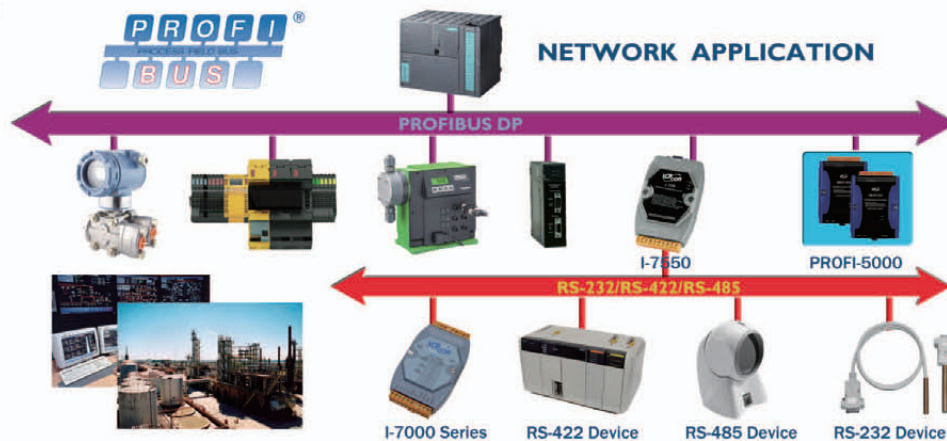 PROFI®
PROCESS FIELD BUS
BUS
NETWORK APPLICATION
PROFIBUS DP
I-7550
PROFI-5000
RS-232/RS-422/RS-485
I-7000 Series
RS-422 Device
RS-485 Device
RS-232 Device